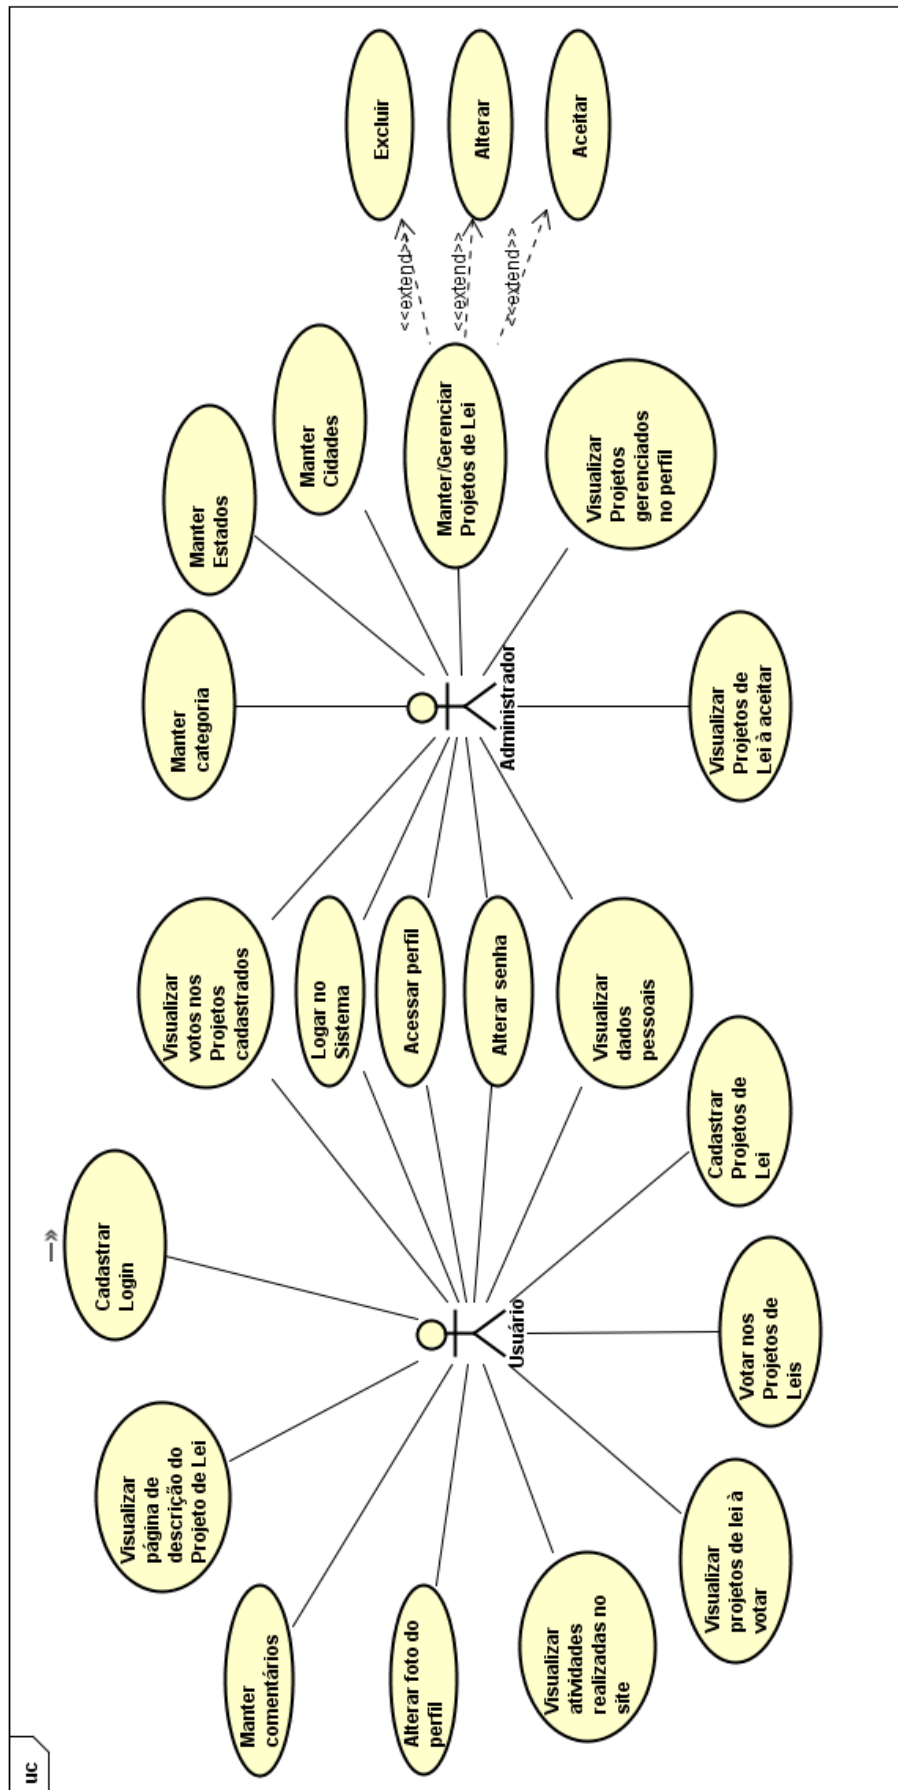 uc
Manter
comentários
Visualizar
página de
descrição do
Projeto de Lei
Cadastrar
Login
Alterar foto do
perfil
Visualizar
atividades
realizadas no
site
Visualizar
projetos de lei à
votar
Votar nos
Projetos de
Leis
Cadastrar
Projetos de
Lei
Usuário
Visualizar
votos nos
Projetos
cadastrados
Logar no
Sistema
Acessar perfil
Alterar senha
Visualizar
dados
pessoais
Administrador
Manter
categoria
Manter
Estados
Manter
Cidades
Manter/Gerenciar
Projetos de Lei
Visualizar
Projetos
gerenciados
no perfil
Visualizar
Projetos de
Lei à aceitar
<<extend>>
<<extend>>
<<extend>>
Excluir
Alterar
Aceitar